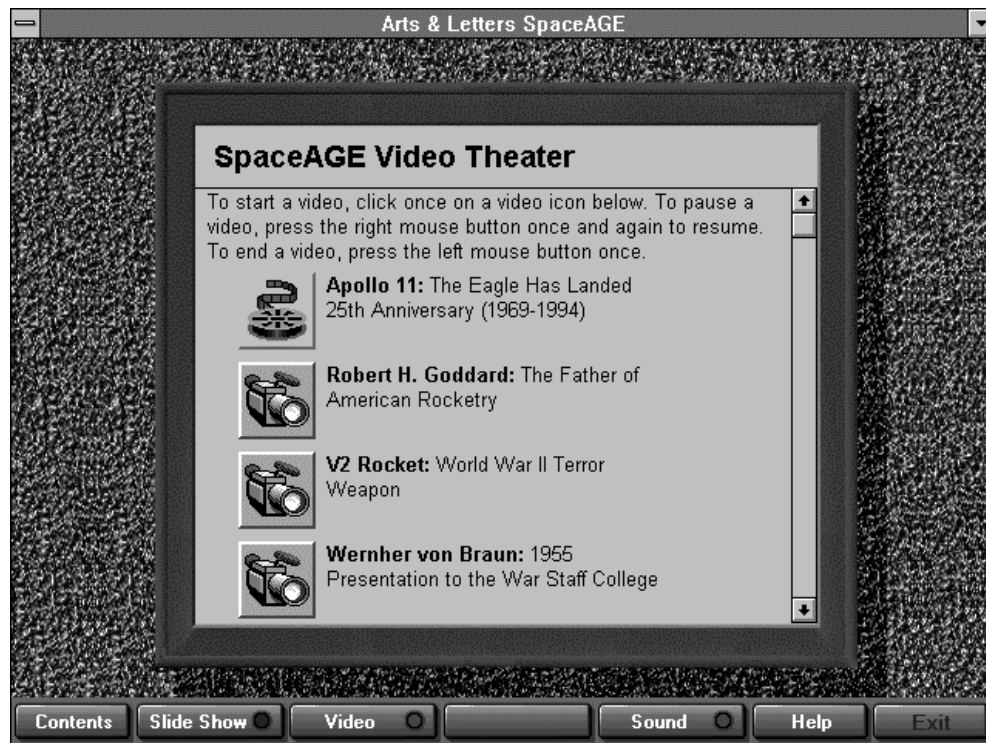 Arts & Letters SpaceAGE
SpaceAGE Video Theater
To start a video, click once on a video icon below. To pause a
video, press the right mouse button once and again to resume.
To end a video, press the left mouse button once.
Apollo 11: The Eagle Has Landed
25th Anniversary (1969-1994)
Robert H. Goddard: The Father of
American Rocketry
V2 Rocket: World War II Terror
Weapon
Wernher von Braun: 1955
Presentation to the War Staff College
Contents Slide Show Video Sound Help Exit